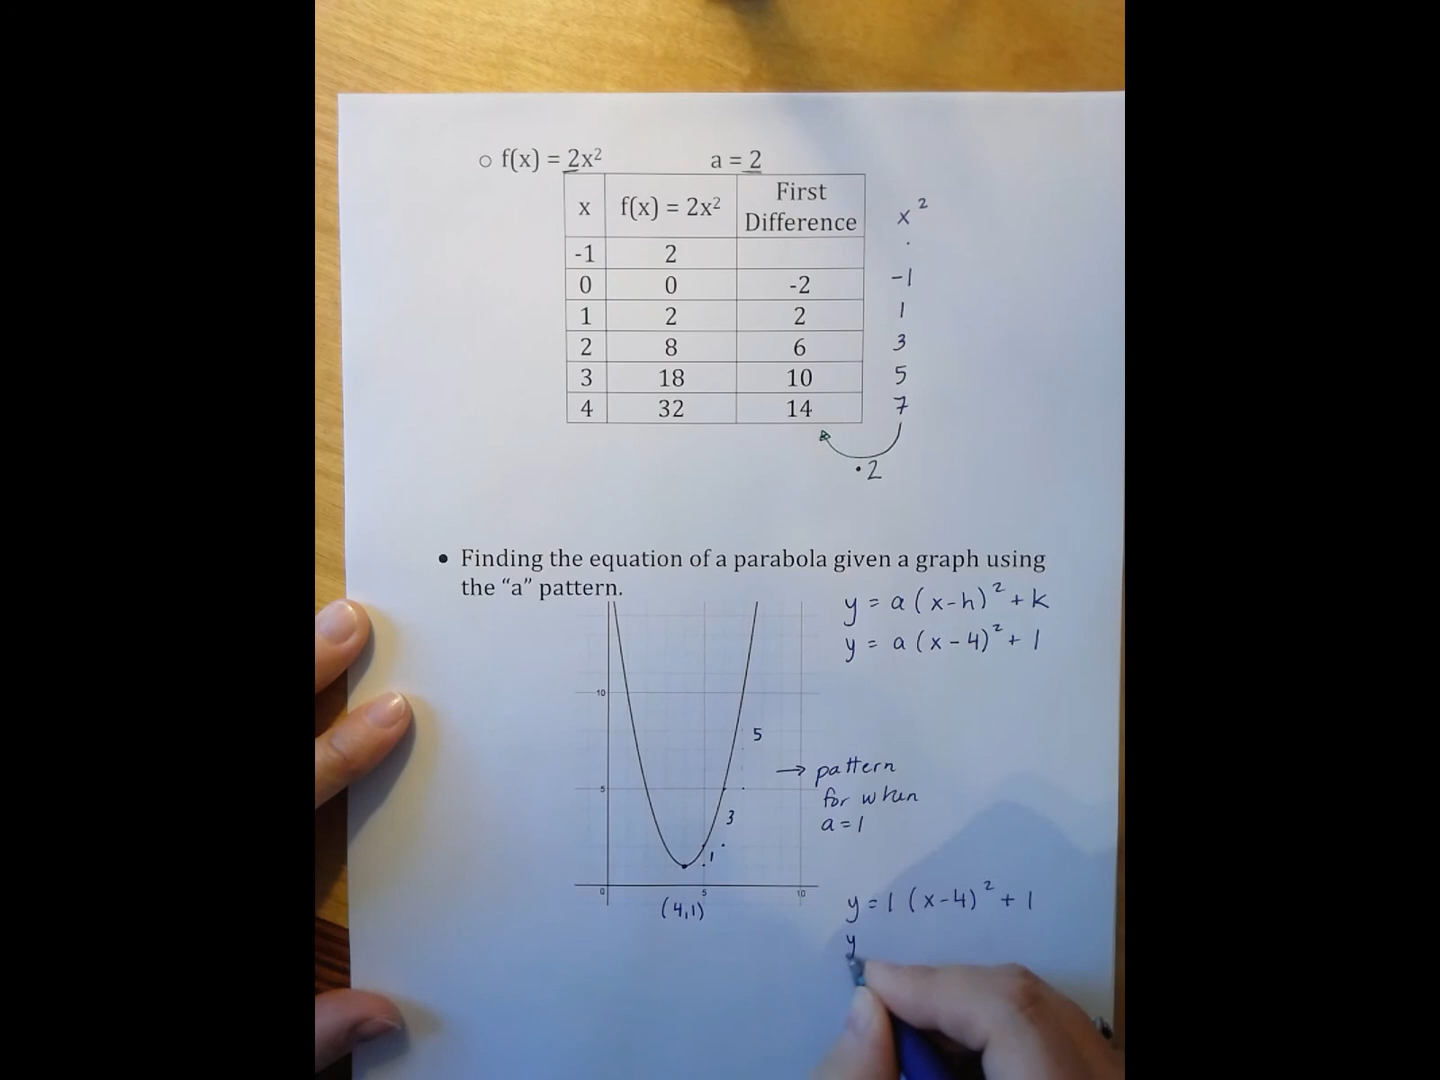 ○ f(x) = 2x² a = 2
x f(x) = 2x² First Difference x²
-1 2
0 0 -2 -1
1 2 2 1
2 8 6 3
3 18 10 5
4 32 14 7
·2
• Finding the equation of a parabola given a graph using
the “a” pattern.
y = a(x-h)² + k
y = a(x-4)² + 1
10
5
→ pattern
for when
a=1
5
3
1
0 5 10
(4,1)
y = 1(x-4)² + 1
y